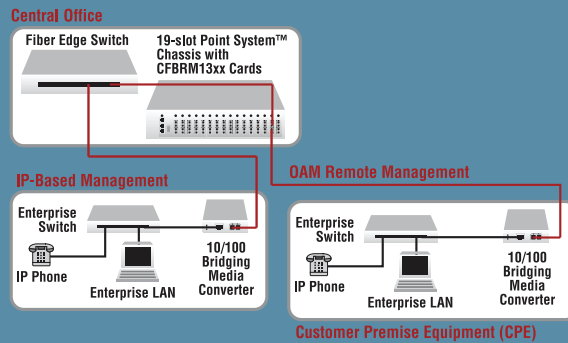 Central Office
Fiber Edge Switch
19-slot Point System™
Chassis with
CFBRM13xx Cards
IP-Based Management
Enterprise
Switch
IP Phone
Enterprise LAN
10/100
Bridging
Media
Converter
OAM Remote Management
Enterprise
Switch
IP Phone
Enterprise LAN
10/100
Bridging
Media
Converter
Customer Premise Equipment (CPE)